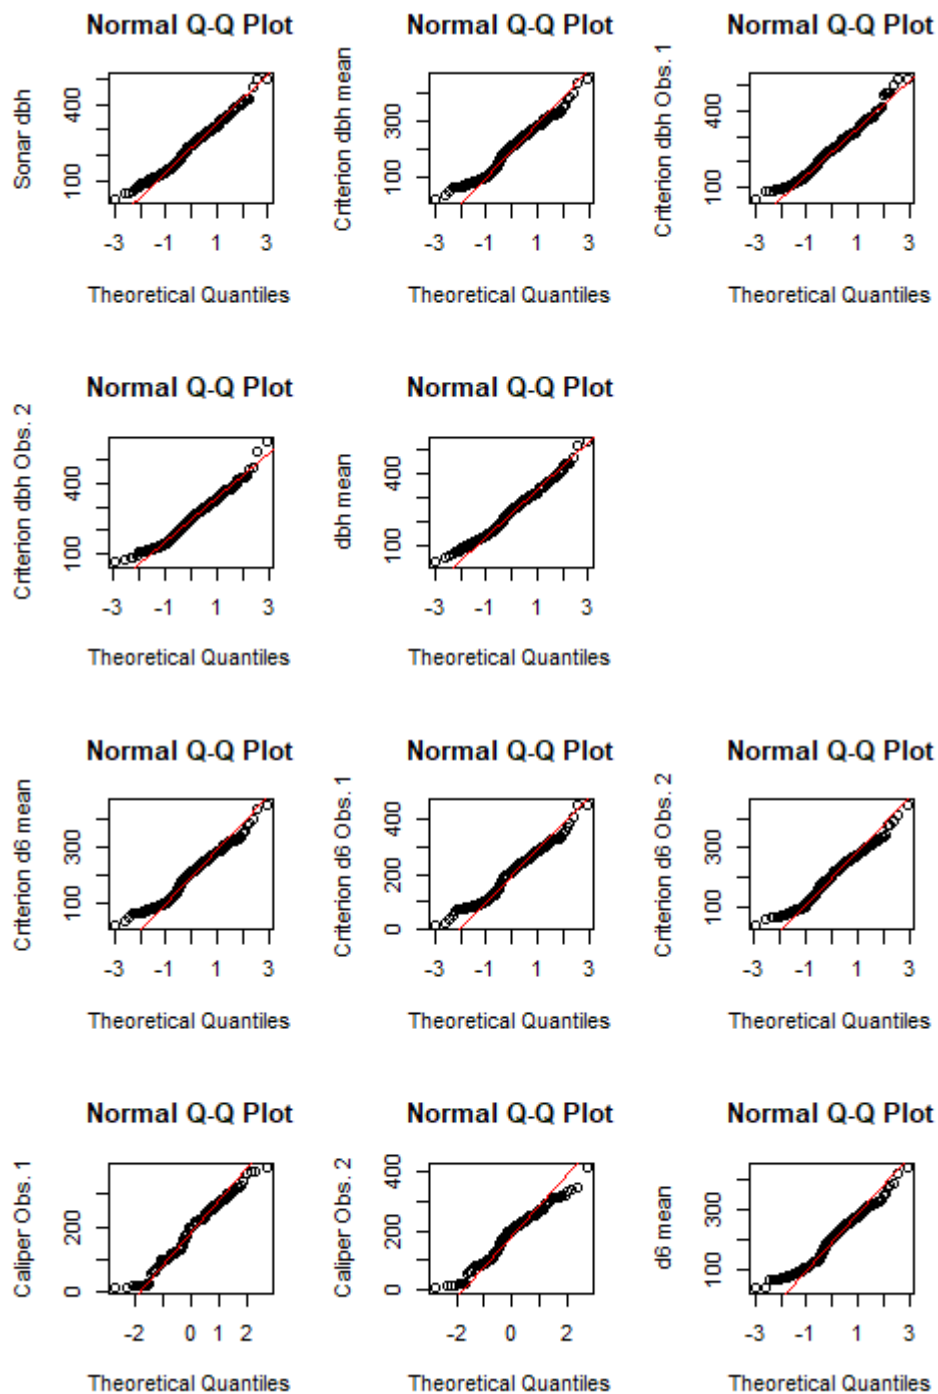 Normal Q-Q Plot
Sonar dbh
100 400
-3 -1 1 3
Theoretical Quantiles
Normal Q-Q Plot
Criterion dbh mean
100 300
-3 -1 1 3
Theoretical Quantiles
Normal Q-Q Plot
Criterion dbh Obs. 1
100 400
-3 -1 1 3
Theoretical Quantiles
Normal Q-Q Plot
Criterion dbh Obs. 2
100 400
-3 -1 1 3
Theoretical Quantiles
Normal Q-Q Plot
dbh mean
100 400
-3 -1 1 3
Theoretical Quantiles
Normal Q-Q Plot
Criterion d6 mean
100 300
-3 -1 1 3
Theoretical Quantiles
Normal Q-Q Plot
Criterion d6 Obs. 1
0 200 400
-3 -1 1 3
Theoretical Quantiles
Normal Q-Q Plot
Criterion d6 Obs. 2
100 300
-3 -1 1 3
Theoretical Quantiles
Normal Q-Q Plot
Caliper Obs. 1
0 200
-2 0 1 2
Theoretical Quantiles
Normal Q-Q Plot
Caliper Obs. 2
0 200 400
-2 0 2
Theoretical Quantiles
Normal Q-Q Plot
d6 mean
100 300
-3 -1 1 3
Theoretical Quantiles